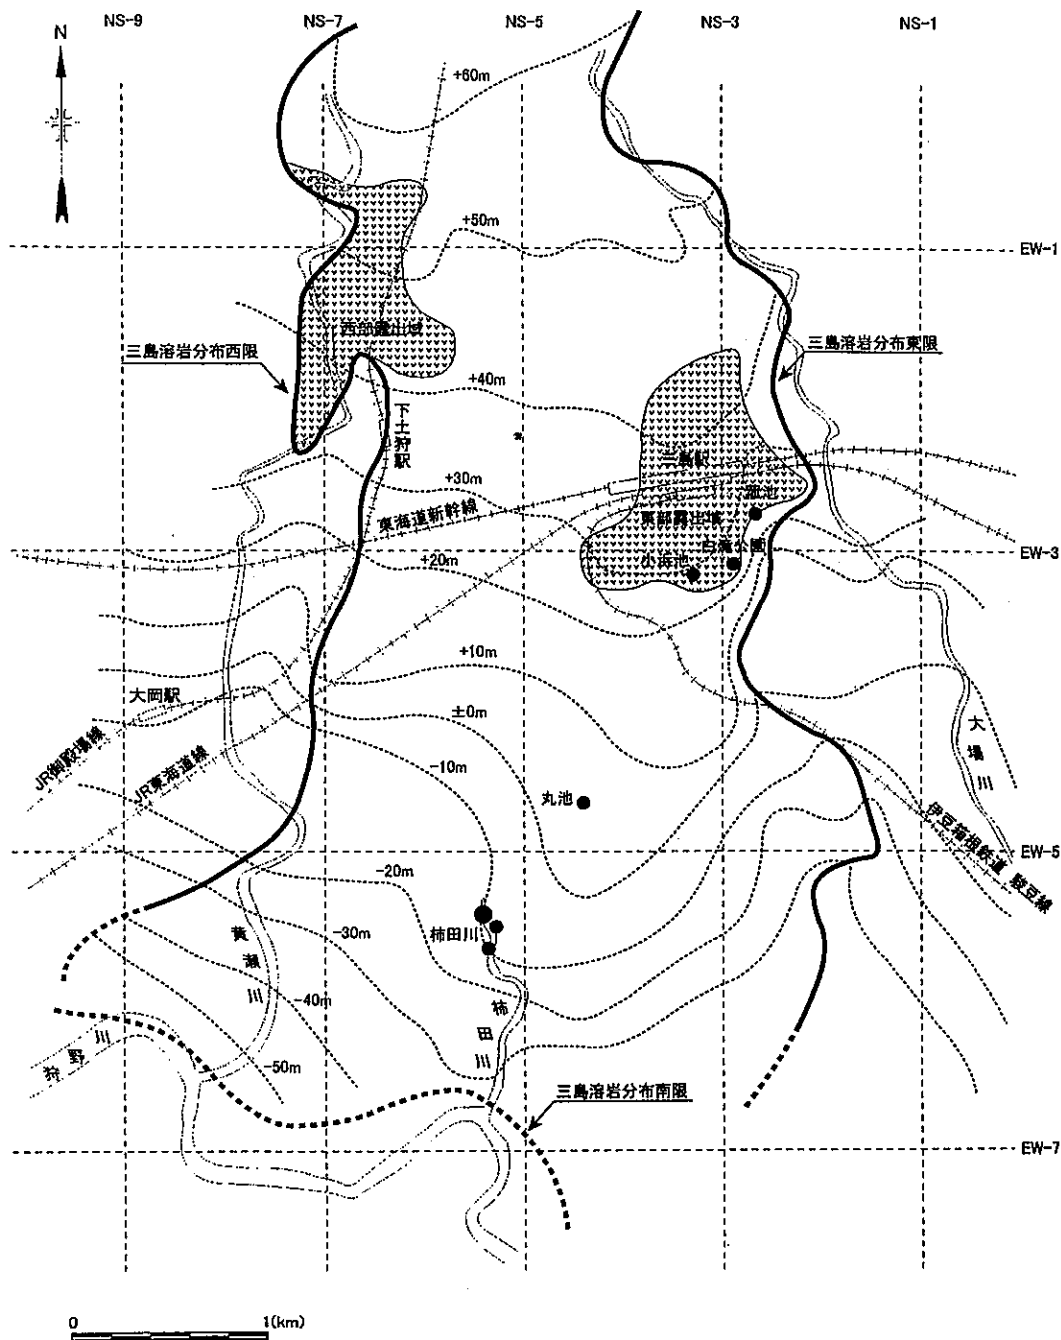 NS-9
NS-7
NS-5
NS-3
NS-1
N
+60m
+50m
EW-1
西部露出域
三島溶岩分布西限
三島溶岩分布東限
+40m
下土狩駅
三島駅
+30m
東海道新幹線
東部露出域
白滝公園
小浜池
EW-3
+20m
+10m
大岡駅
±0m
JR御殿場線
JR東海道線
-10m
大場川
丸池
伊豆箱根鉄道 駿豆線
EW-5
-20m
柿田川
-30m
黄瀬川
-40m
柿田川
狩野川
-50m
三島溶岩分布南限
EW-7
0
1(km)